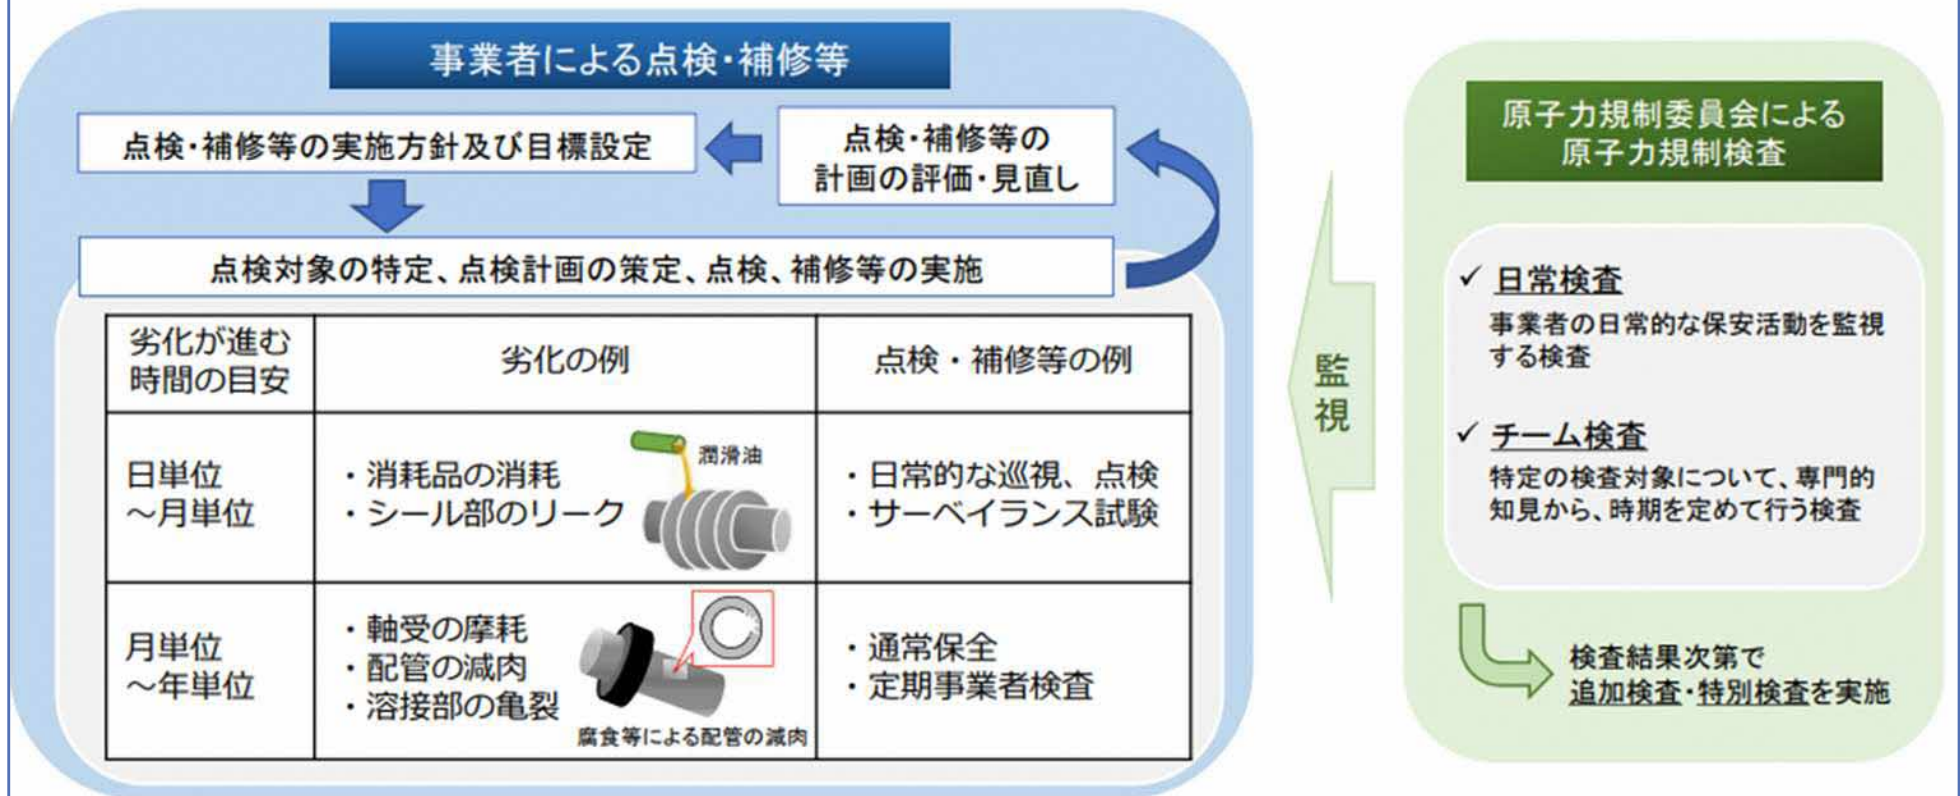 事業者による点検・補修等
点検・補修等の実施方針及び目標設定
点検・補修等の
計画の評価・見直し
点検対象の特定、点検計画の策定、点検、補修等の実施
劣化が進む
時間の目安
劣化の例
点検・補修等の例
日単位
～月単位
・消耗品の消耗
・シール部のリーク
潤滑油
・日常的な巡視、点検
・サーベイランス試験
月単位
～年単位
・軸受の摩耗
・配管の減肉
・溶接部の亀裂
腐食等による配管の減肉
・通常保全
・定期事業者検査
監
視
原子力規制委員会による
原子力規制検査
✓ 日常検査
事業者の日常的な保安活動を監視
する検査
✓ チーム検査
特定の検査対象について、専門的
知見から、時期を定めて行う検査
検査結果次第で
追加検査・特別検査を実施